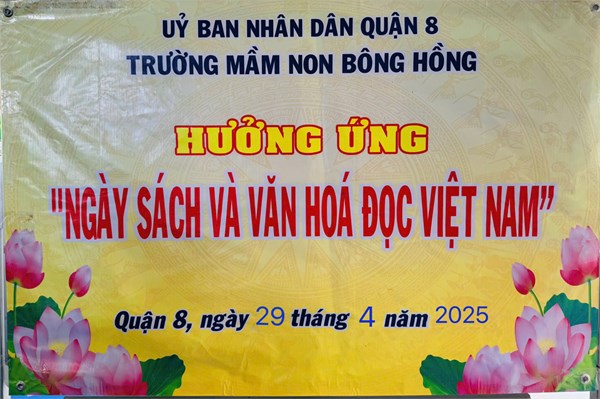 UỶ BAN NHÂN DÂN QUẬN 8
TRƯỜNG MẦM NON BÔNG HỒNG
HƯỞNG ỨNG
"NGÀY SÁCH VÀ VĂN HOÁ ĐỌC VIỆT NAM"
Quận 8, ngày 29 tháng 4 năm 2025